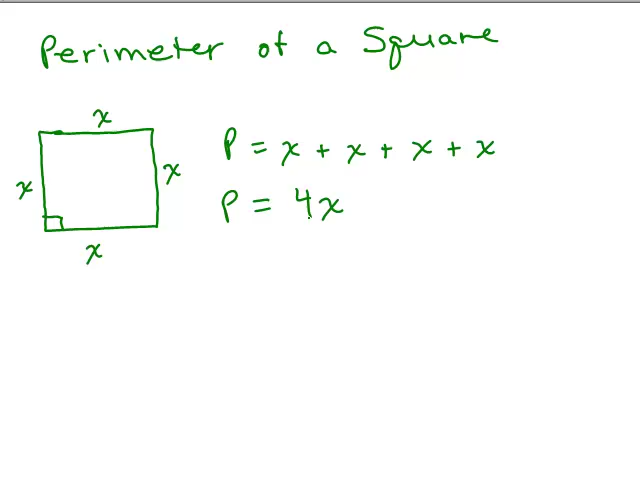 Perimeter of a Square
x
P = x + x + x + x
x
x
P = 4x
x